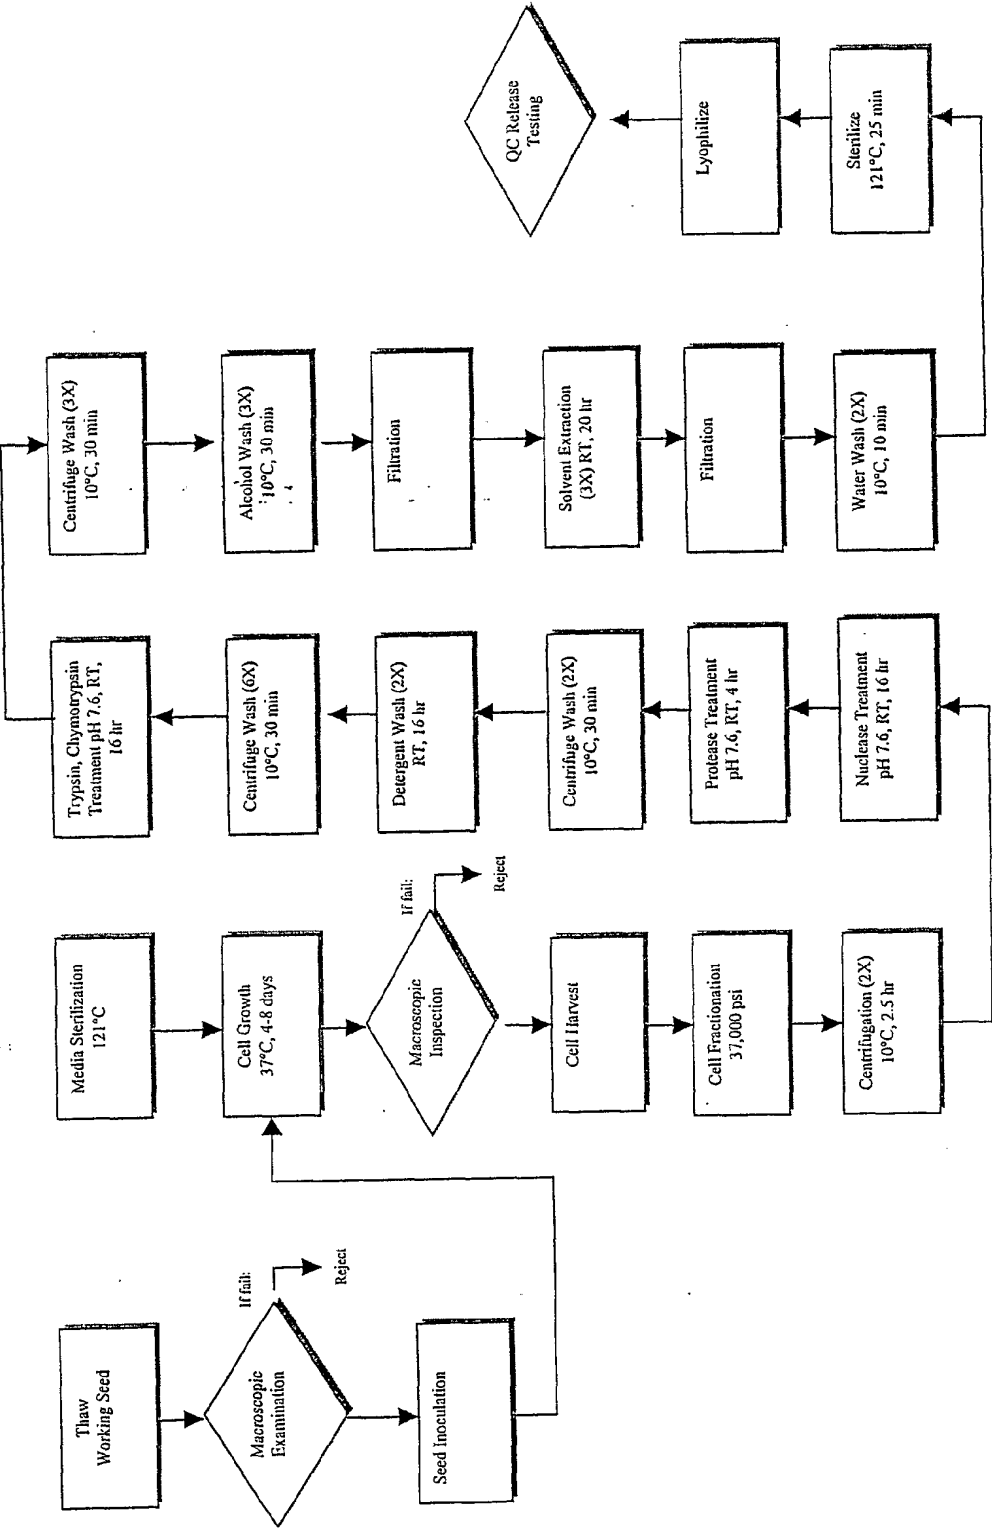 Thaw
Working Seed
Macroscopic
Examination
If fail:
Reject
Seed Inoculation
Media Sterilization
121°C
Cell Growth
37°C, 4-8 days
Macroscopic
Inspection
If fail:
Reject
Cell Harvest
Cell Fractionation
37,000 psi
Centrifugation (2X)
10°C, 2.5 hr
Nuclease Treatment
pH 7.6, RT, 16 hr
Protease Treatment
pH 7.6, RT, 4 hr
Centrifuge Wash (2X)
10°C, 30 min
Detergent Wash (2X)
RT, 16 hr
Centrifuge Wash (6X)
10°C, 30 min
Trypsin, Chymotrypsin
Treatment pH 7.6, RT,
16 hr
Centrifuge Wash (3X)
10°C, 30 min
Alcohol Wash (3X)
10°C, 30 min
Filtration
Solvent Extraction
(3X) RT, 20 hr
Filtration
Water Wash (2X)
10°C, 10 min
Sterilize
121°C, 25 min
Lyophilize
QC Release
Testing